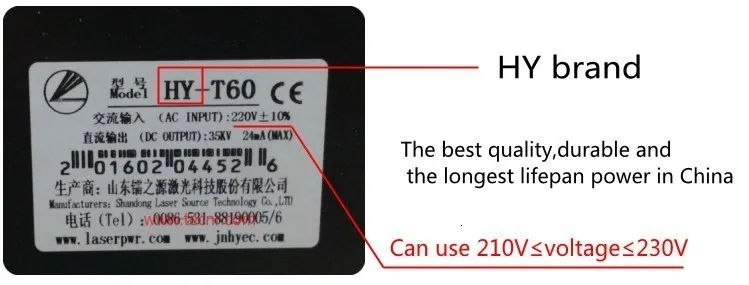 型号
Model HY-T60 CE
交流输入 (AC INPUT):220V±10%
直流输出 (DC OUTPUT):35KV 24mA(MAX)
2 01602 04452 6
生产商：山东镭之源激光科技股份有限公司
Manufacturers: Shandong Laser Source Technology Co.,LTD
电话 (Tel) :0086-531-88190005/6
www.laserpwr.com www.jnhyec.com
HY brand
The best quality,durable and
the longest lifepan power in China
Can use 210V≤voltage≤230V